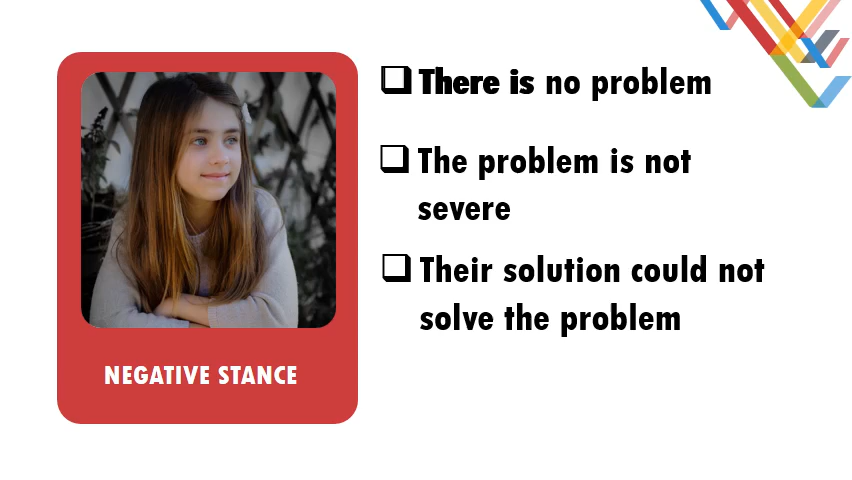 There is no problem
The problem is not
severe
Their solution could not
solve the problem
NEGATIVE STANCE